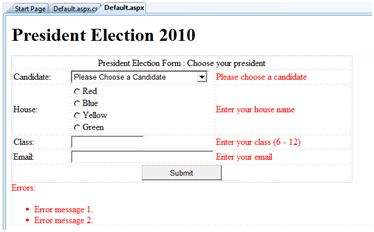 Start Page Default.aspx.cs Default.aspx
President Election 2010
President Election Form : Choose your president
Candidate: Please Choose a Candidate Please choose a candidate
Red
Blue
House: Enter your house name
Yellow
Green
Class: Enter your class (6 - 12)
Email: Enter your email
Submit
Errors:
• Error message 1.
• Error message 2.